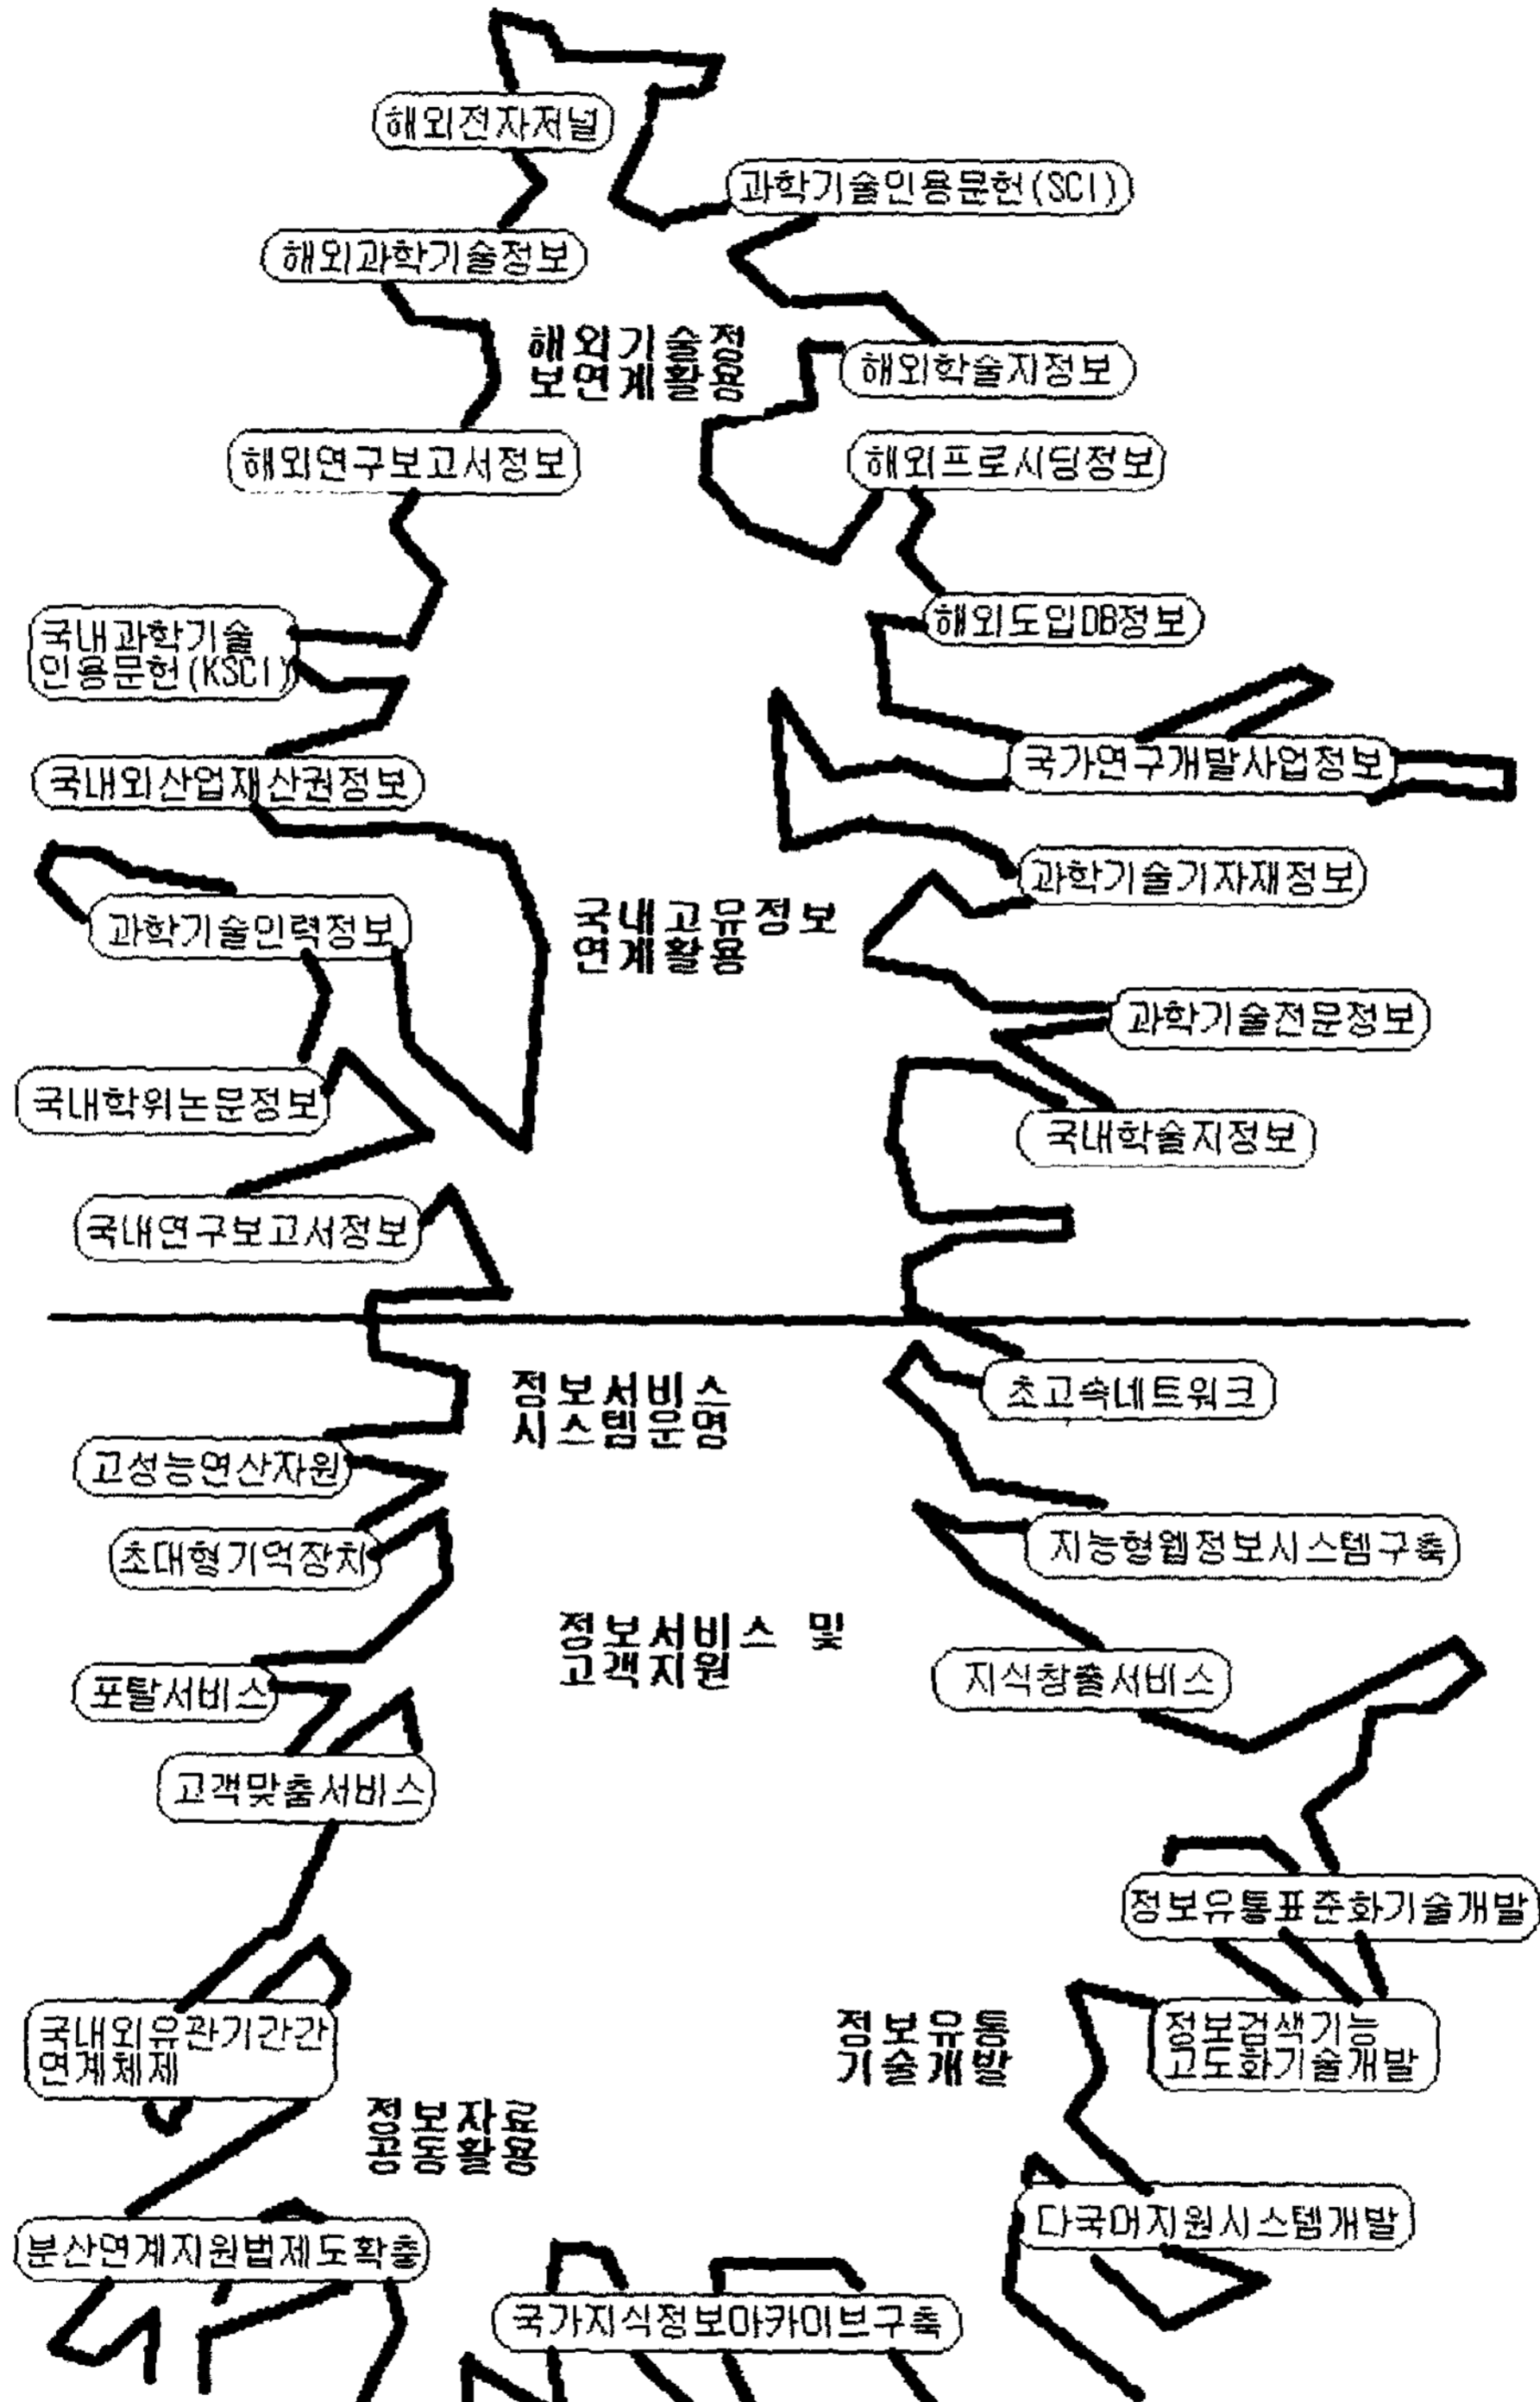 해외전자저널
과학기술인용문헌(SCI)
해외과학기술정보
해외기술정
보연계활용
해외학술지정보
해외연구보고서정보
해외프로시딩정보
해외도입DB정보
국내과학기술
인용문헌(KSCI)
국내외산업재산권정보
국가연구개발사업정보
과학기술기자재정보
과학기술인력정보
국내고유정보
연계활용
과학기술전문정보
국내학위논문정보
국내학술지정보
국내연구보고서정보
정보서비스
시스템운영
초고속네트워크
고성능연산자원
초대형기억장치
지능형웹정보시스템구축
정보서비스 및
고객지원
포탈서비스
지식창출서비스
고객맞춤서비스
정보유통표준화기술개발
국내외유관기간간
연계체제
정보유통
기술개발
정보검색기능
고도화기술개발
정보자료
공동활용
다국어지원시스템개발
분산연계지원법제도확충
국가지식정보아카이브구축